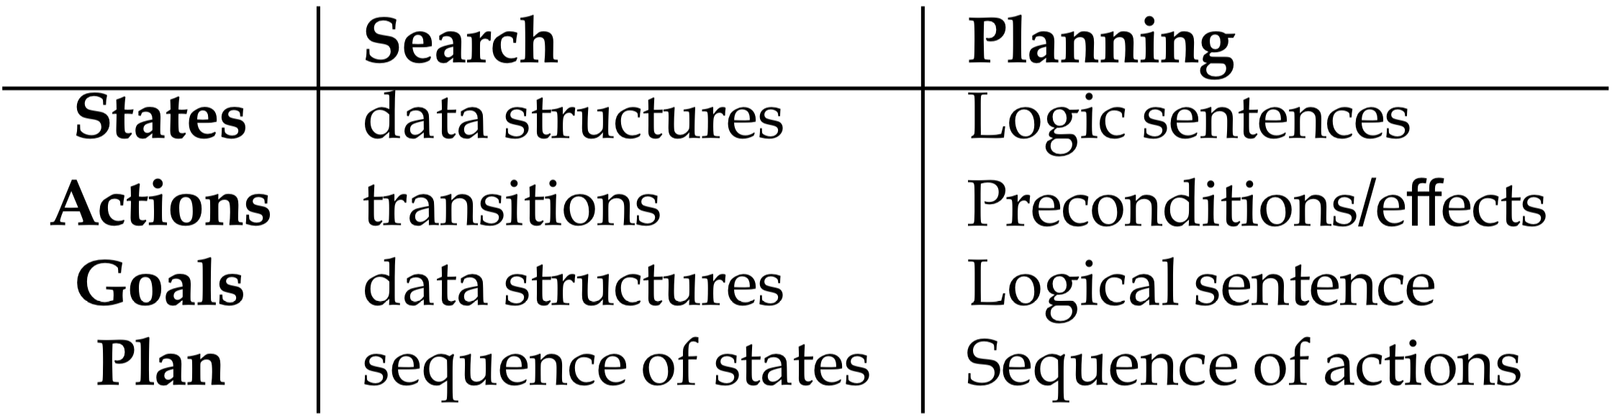 Search Planning
States data structures Logic sentences
Actions transitions Preconditions/effects
Goals data structures Logical sentence
Plan sequence of states Sequence of actions